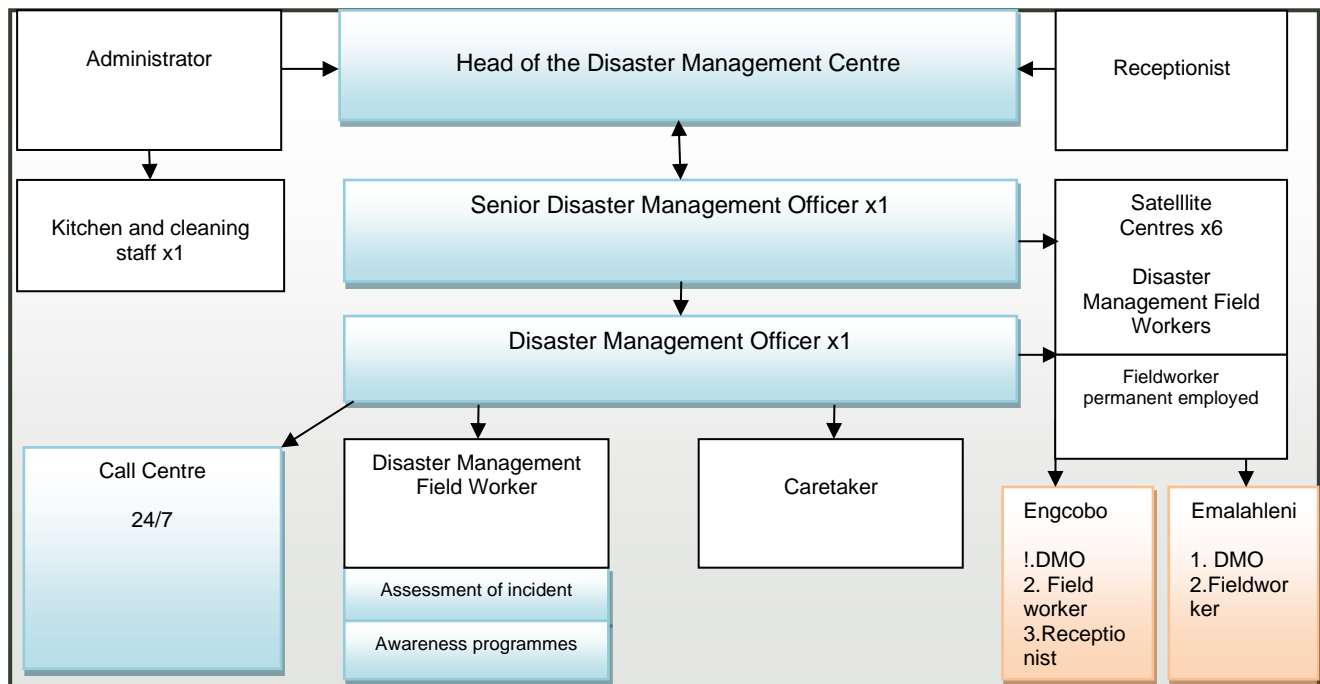 Administrator
Head of the Disaster Management Centre
Receptionist
Kitchen and cleaning
staff x1
Senior Disaster Management Officer x1
Satelllite
Centres x6
Disaster
Management Field
Workers
Disaster Management Officer x1
Fieldworker
permanent employed
Call Centre
24/7
Disaster Management
Field Worker
Assessment of incident
Awareness programmes
Caretaker
Engcobo
!.DMO
2. Field
worker
3.Receptio
nist
Emalahleni
1. DMO
2.Fieldwor
ker